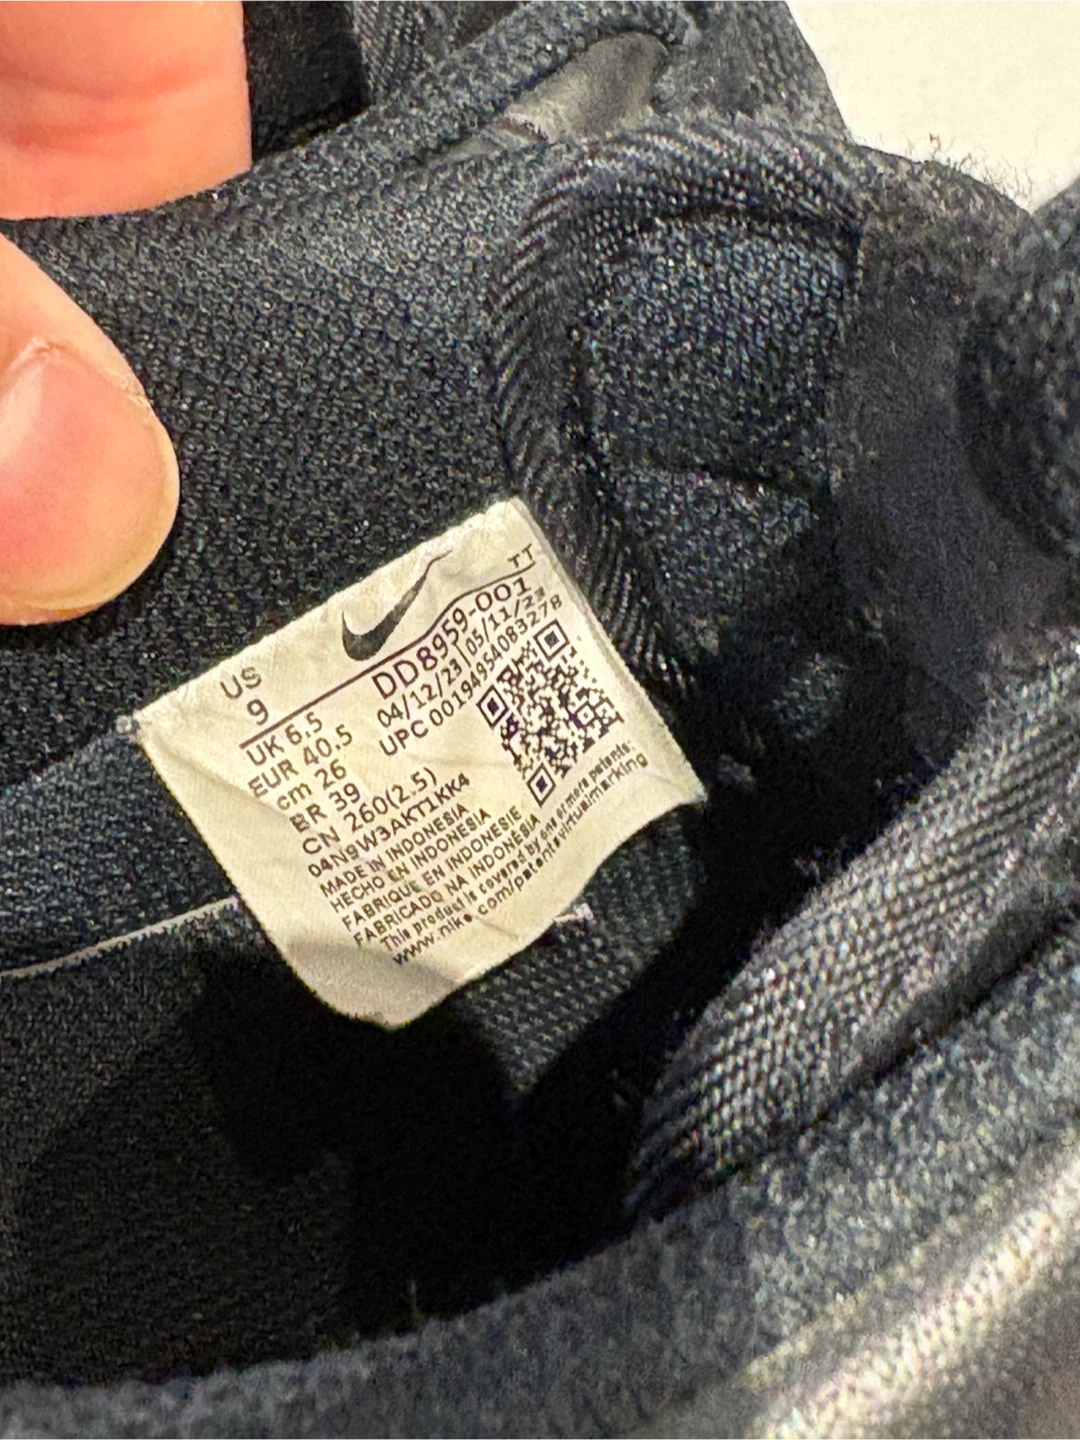 TT
US
9
DD8959-001
UK 6.5
04/12/23 | 05/11/23
EUR 40.5
UPC 00194954083278
cm 26
BR 39
CN 260(2.5)
04N9W3AKT1KK4
MADE IN INDONESIA
HECHO EN INDONESIA
FABRIQUE EN INDONESIE
FABRICADO NA INDONÉSIA
This product is covered by one or more patents:
www.nike.com/patentsvirtualmarking